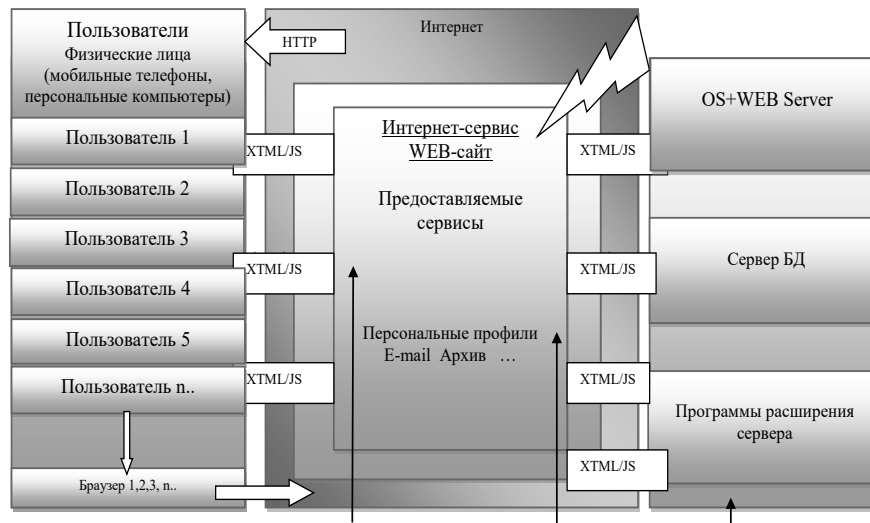 Пользователи
Физические лица
(мобильные телефоны,
персональные компьютеры)
Пользователь 1
Пользователь 2
Пользователь 3
Пользователь 4
Пользователь 5
Пользователь n..
Браузер 1,2,3, n..
HTTP
Интернет
XTML/JS
XTML/JS
XTML/JS
Интернет-сервис
WEB-сайт
Предоставляемые
сервисы
Персональные профили
E-mail Архив ...
XTML/JS
XTML/JS
XTML/JS
XTML/JS
OS+WEB Server
Сервер БД
Программы расширения
сервера